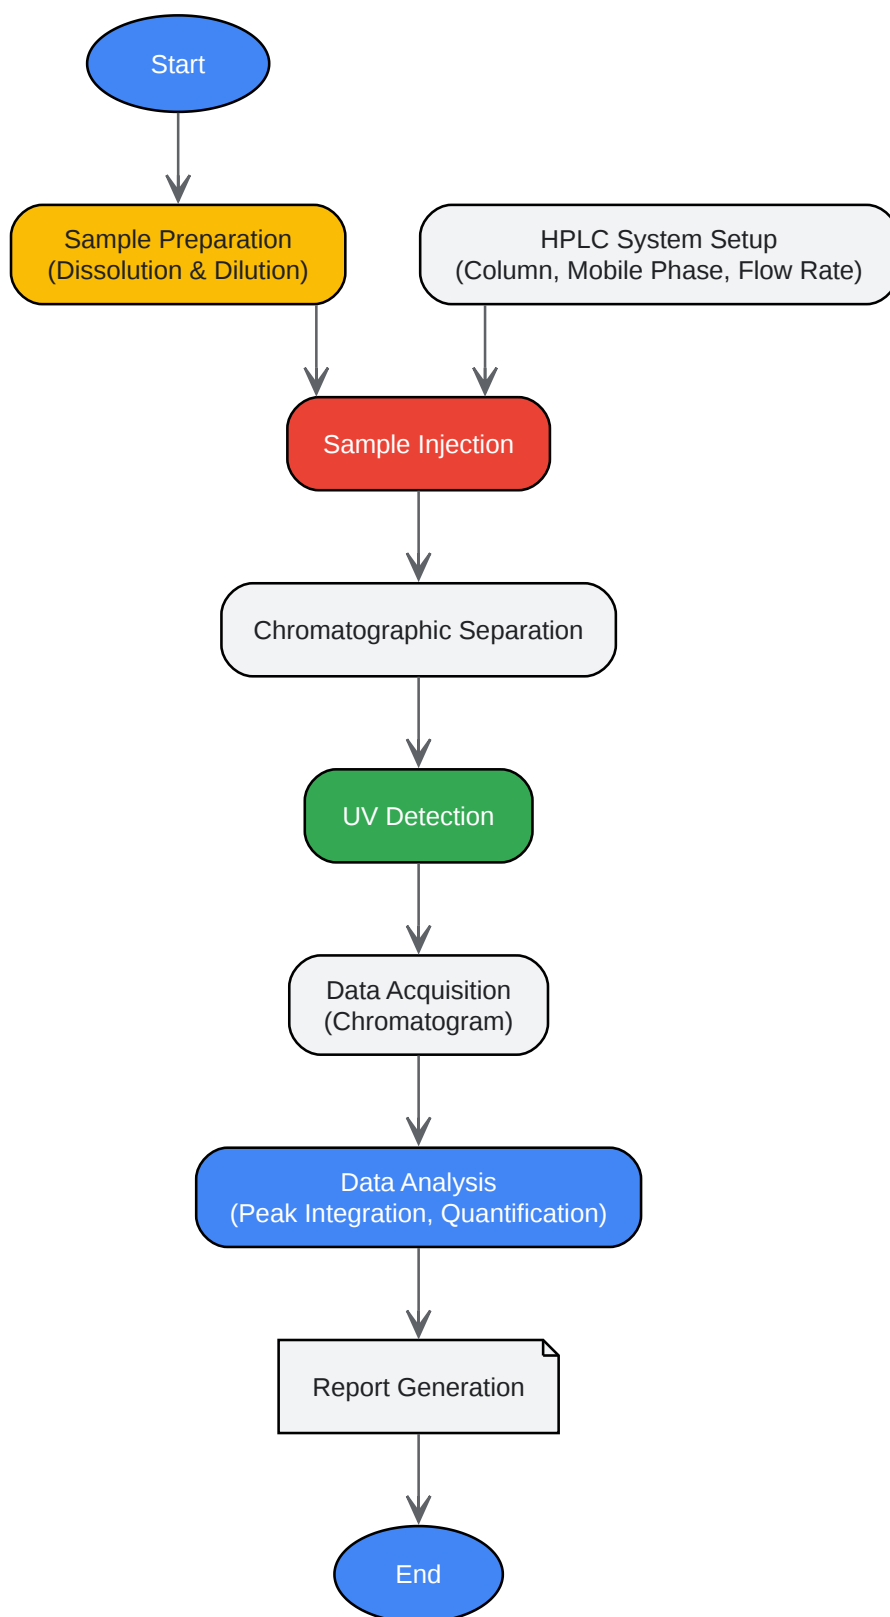 Start
Sample Preparation
(Dissolution & Dilution)
HPLC System Setup
(Column, Mobile Phase, Flow Rate)
Sample Injection
Chromatographic Separation
UV Detection
Data Acquisition
(Chromatogram)
Data Analysis
(Peak Integration, Quantification)
Report Generation
End